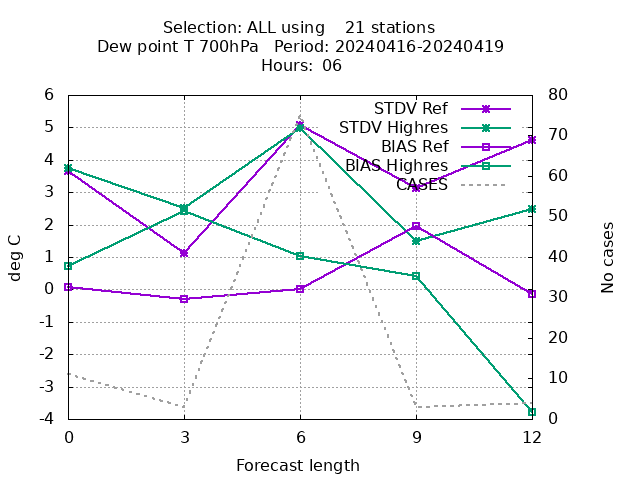 Selection: ALL using    21 stations
Dew point T 700hPa   Period: 20240416-20240419
Hours: 06
6
5
4
3
2
1
0
-1
-2
-3
-4
80
70
60
50
40
30
20
10
0
STDV Ref
STDV Highres
BIAS Ref
BIAS Highres
CASES
deg C
No cases
0
3
6
9
12
Forecast length